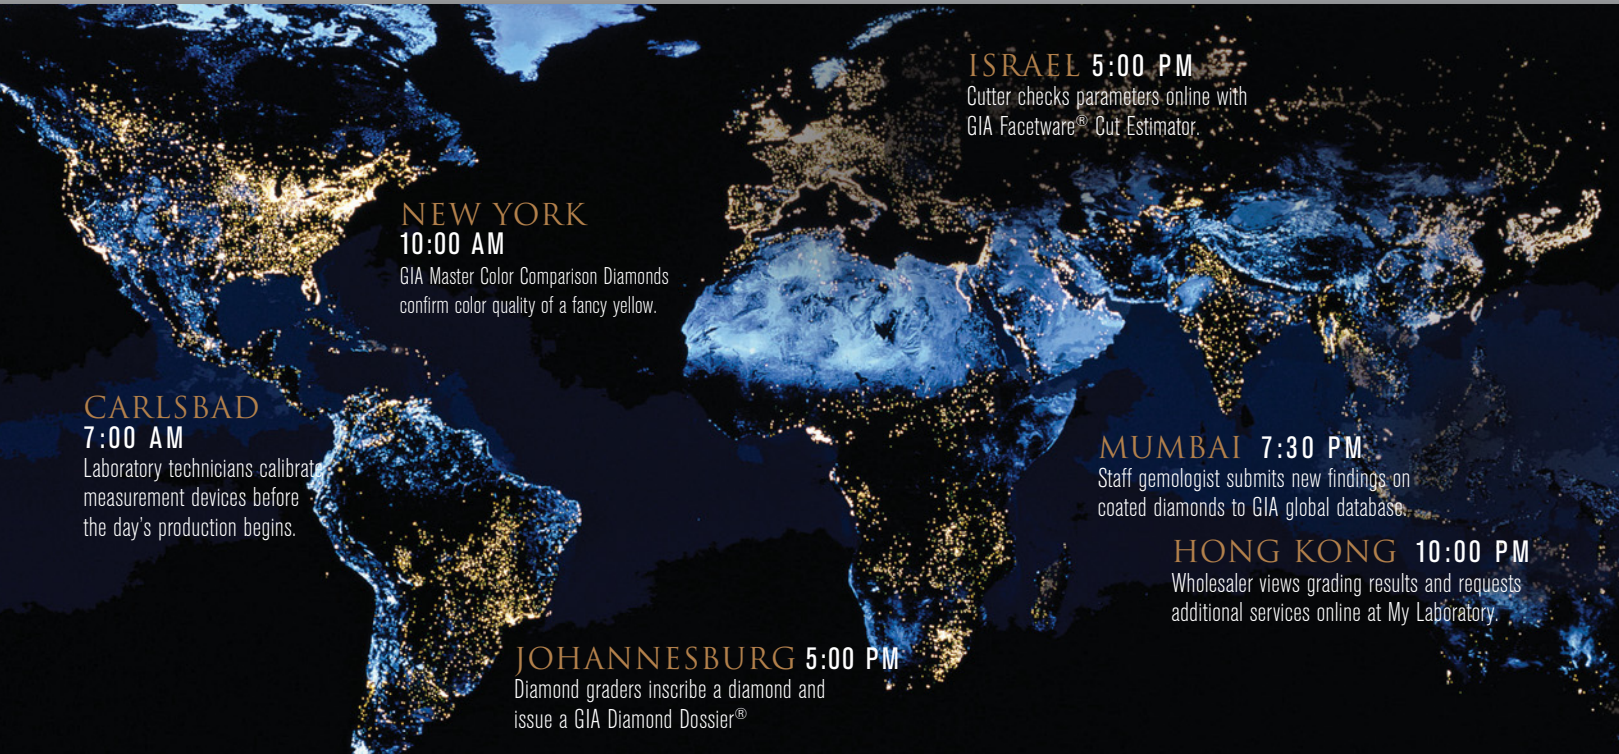 ISRAEL 5:00 PM
Cutter checks parameters online with
GIA Facetware® Cut Estimator.
NEW YORK
10:00 AM
GIA Master Color Comparison Diamonds
confirm color quality of a fancy yellow.
CARLSBAD
7:00 AM
Laboratory technicians calibrate
measurement devices before
the day's production begins.
MUMBAI 7:30 PM
Staff gemologist submits new findings on
coated diamonds to GIA global database.
HONG KONG 10:00 PM
Wholesaler views grading results and requests
additional services online at My Laboratory.
JOHANNESBURG 5:00 PM
Diamond graders inscribe a diamond and
issue a GIA Diamond Dossier®